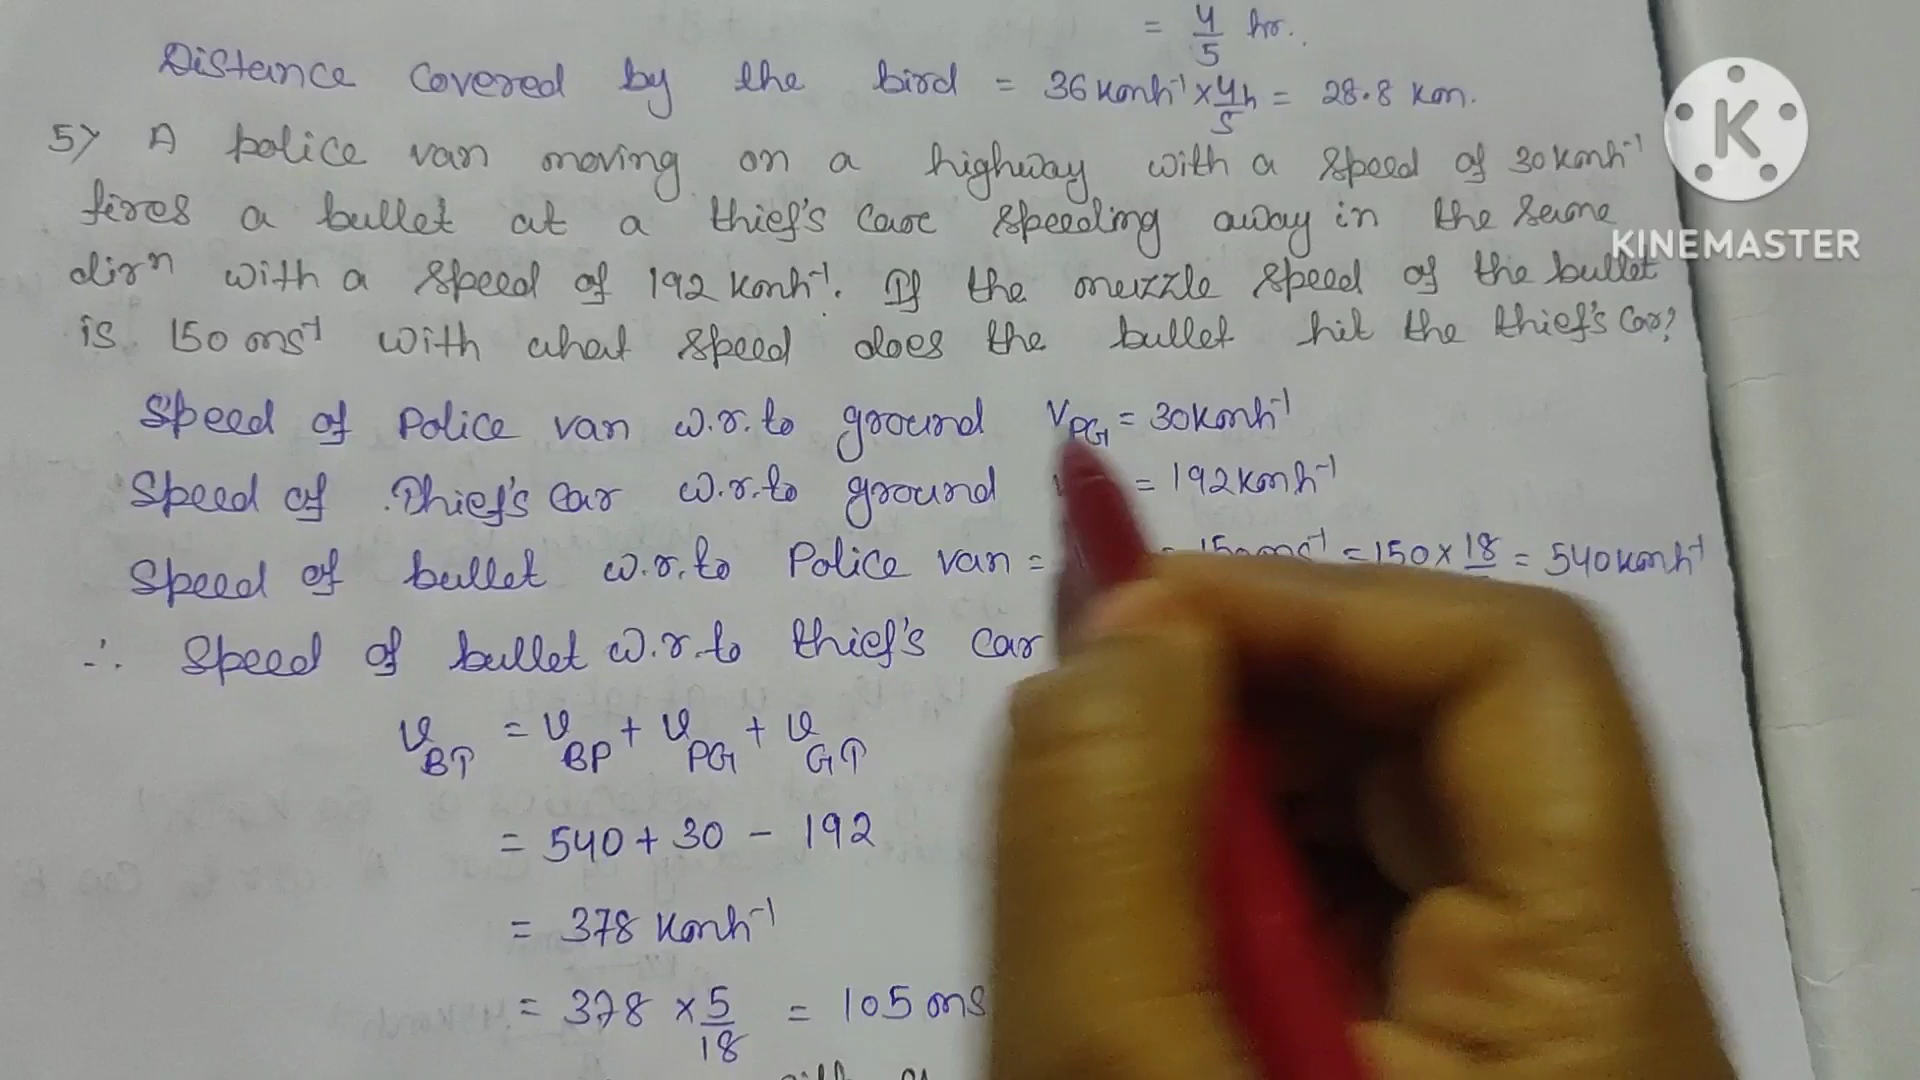 = 4/5 hr.
Distance covered by the bird = 36 kmh⁻¹ × 4/5 h = 28.8 km.
5) A police van moving on a highway with a speed of 30 kmh⁻¹
fires a bullet at a thief's car speeding away in the same
dirⁿ with a speed of 192 kmh⁻¹. If the muzzle speed of the bullet
is 150 ms⁻¹ with what speed does the bullet hit the thief's car?
Speed of Police van w.r.to ground V_PG = 30 kmh⁻¹
Speed of Thief's car w.r.to ground = 192 kmh⁻¹
Speed of bullet w.r.to Police van = = 150 ms⁻¹ = 150 × 18 = 540 kmh⁻¹
∴ Speed of bullet w.r.to thief's car
v_BT = v_BP + v_PG + v_GT
= 540 + 30 - 192
= 378 kmh⁻¹
= 378 × 5/18 = 105 ms
K
KINEMASTER